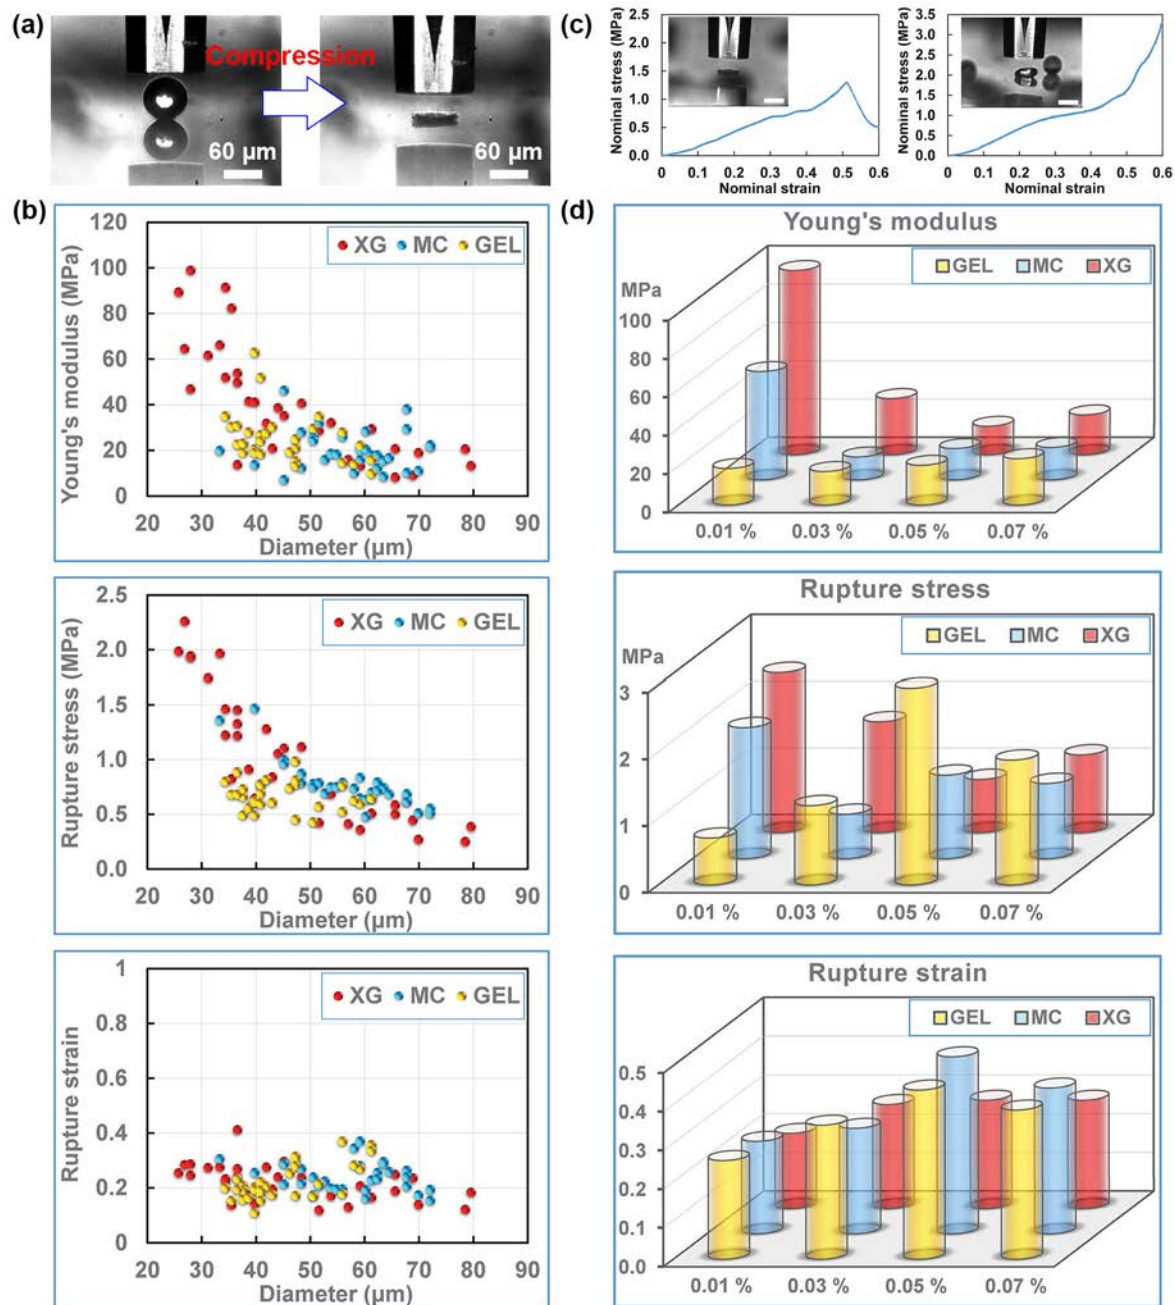 (a)
Compression
60 µm
60 µm
(c)
Nominal stress (MPa)
2.5
2.0
1.5
1.0
0.5
0.0
0 0.1 0.2 0.3 0.4 0.5 0.6
Nominal strain
Nominal stress (MPa)
3.5
3.0
2.5
2.0
1.5
1.0
0.5
0.0
0 0.1 0.2 0.3 0.4 0.5 0.6
Nominal strain
(b)
Young's modulus (MPa)
120
100
80
60
40
20
0
XG MC GEL
20 30 40 50 60 70 80 90
Diameter (µm)
Rupture stress (MPa)
2.5
2.0
1.5
1.0
0.5
0.0
XG MC GEL
20 30 40 50 60 70 80 90
Diameter (µm)
Rupture strain
1
0.8
0.6
0.4
0.2
0
XG MC GEL
20 30 40 50 60 70 80 90
Diameter (µm)
(d)
Young's modulus
GEL MC XG
MPa
100
80
60
40
20
0
0.01 % 0.03 % 0.05 % 0.07 %
Rupture stress
GEL MC XG
MPa
3
2
1
0
0.01 % 0.03 % 0.05 % 0.07 %
Rupture strain
GEL MC XG
0.5
0.4
0.3
0.2
0.1
0.0
0.01 % 0.03 % 0.05 % 0.07 %